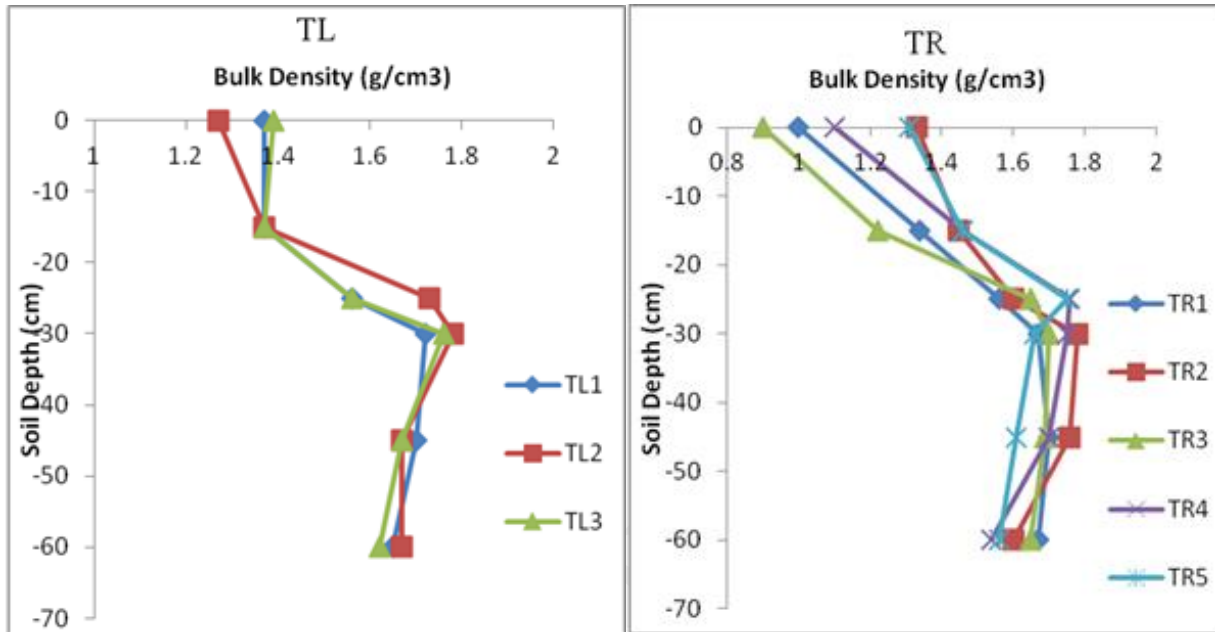 TL
Bulk Density (g/cm3)
0
1 1.2 1.4 1.6 1.8 2
-10
-20
-30
-40
-50
-60
-70
Soil Depth (cm)
TL1
TL2
TL3
TR
Bulk Density (g/cm3)
0
0.8 1 1.2 1.4 1.6 1.8 2
-10
-20
-30
-40
-50
-60
-70
Soil Depth (cm)
TR1
TR2
TR3
TR4
TR5